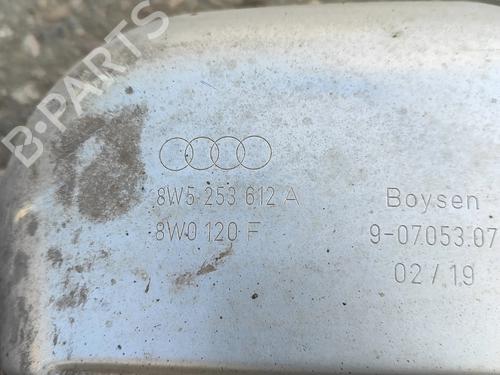 B-PARTS
8W5 253 612 A
8W0 120 F
Boysen
9-07053.07
02/19